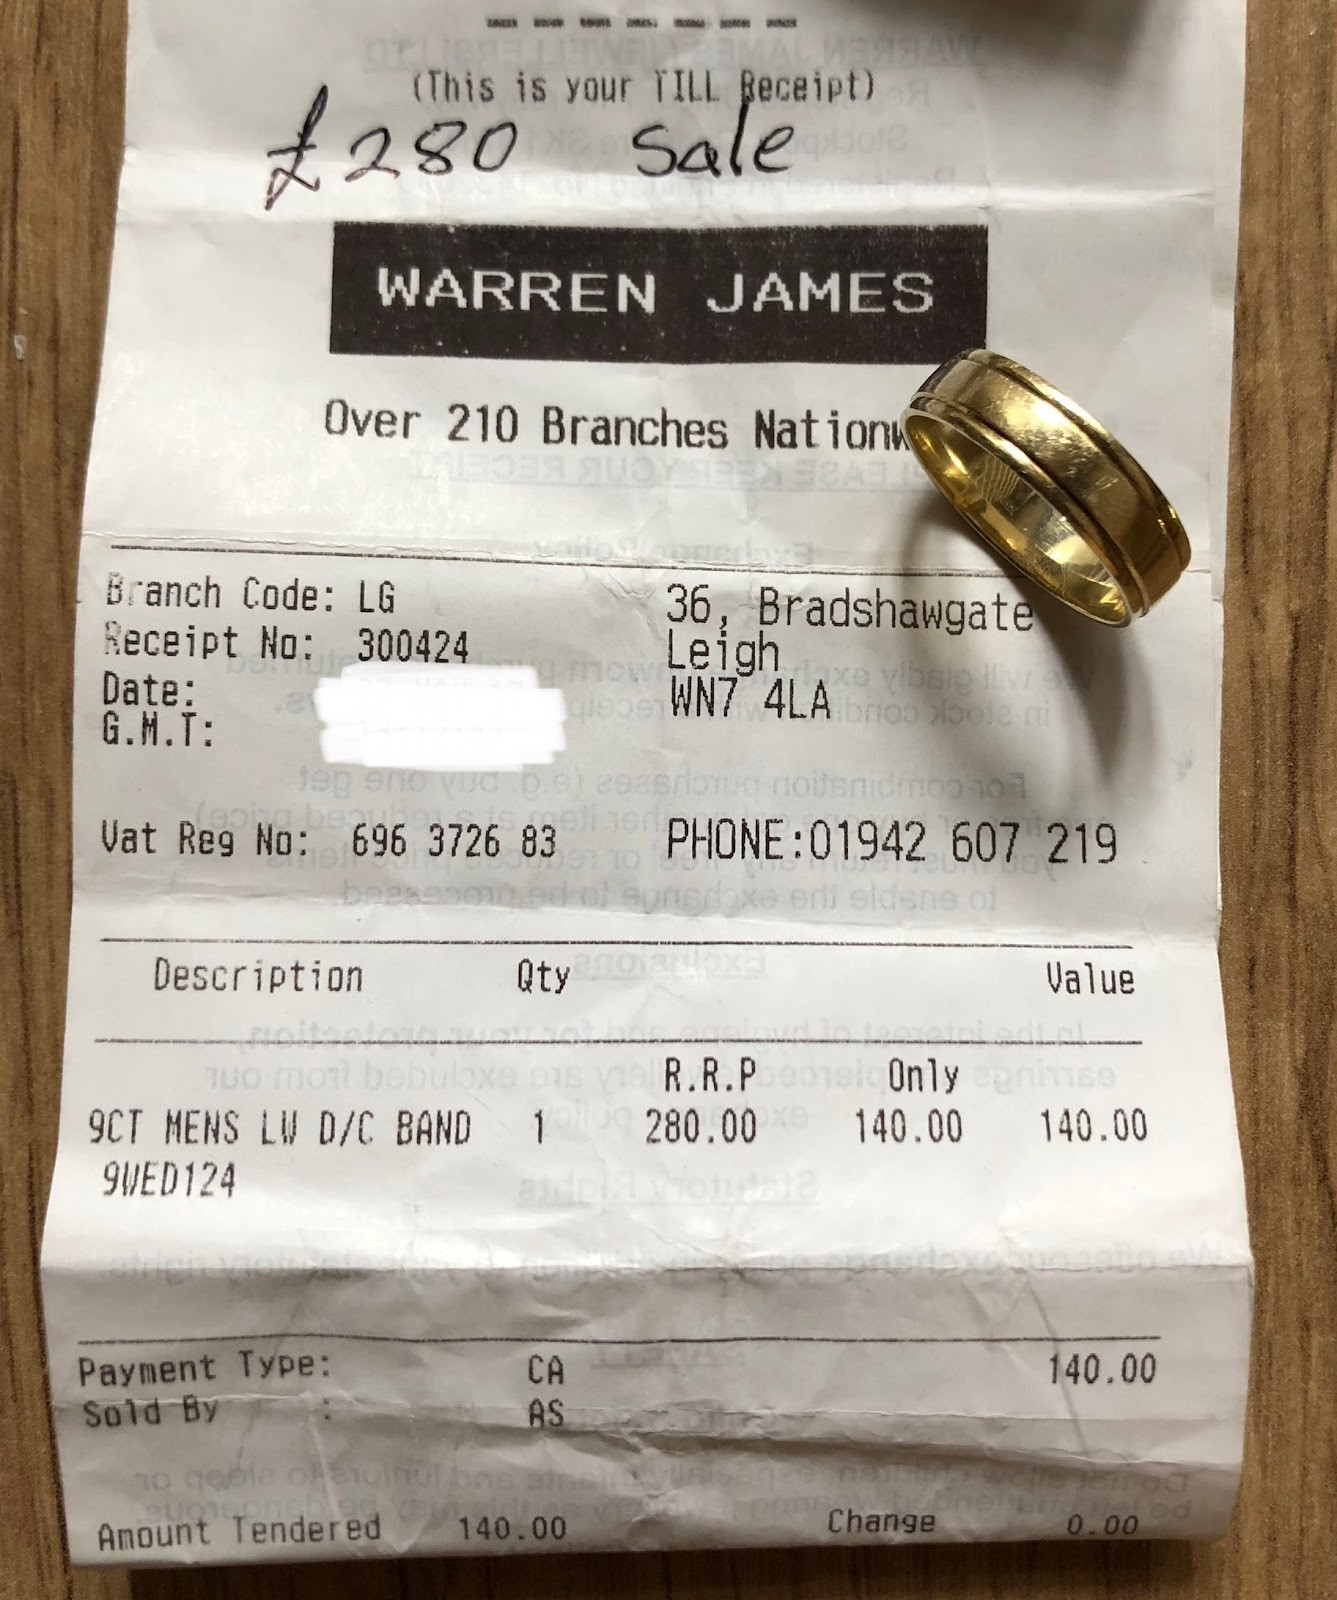 (This is your TILL Receipt)
£280 Sale
WARREN JAMES
Over 210 Branches Nationw
Branch Code: LG
Receipt No: 300424
Date:
G.M.T:
36, Bradshawgate
Leigh
WN7 4LA
Vat Reg No: 696 3726 83 PHONE:01942 607 219
Description Qty Value
R.R.P Only
9CT MENS LW D/C BAND 1 280.00 140.00 140.00
9WED124
Payment Type: CA 140.00
Sold By : AS
Amount Tendered 140.00 Change 0.00